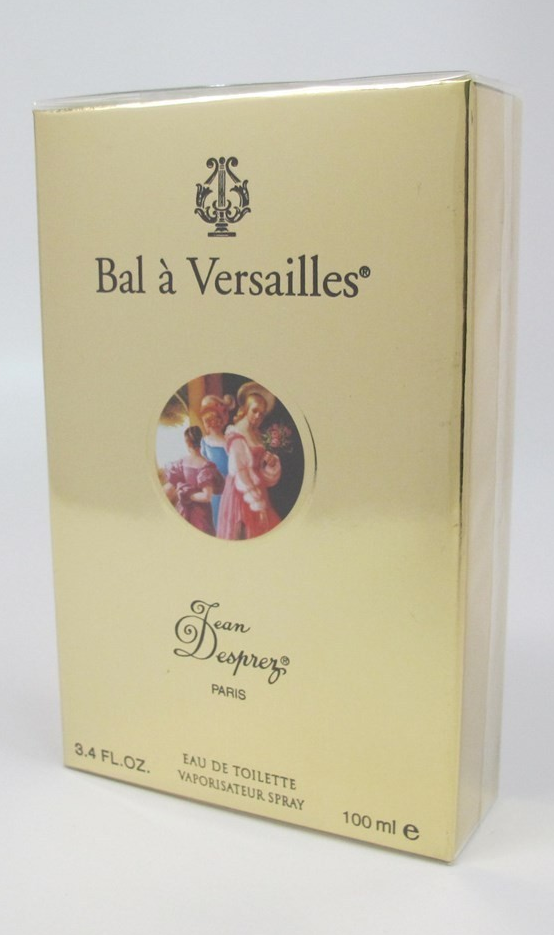 Bal à Versailles®
Jean
Desprez®
PARIS
3.4 FL.OZ.
EAU DE TOILETTE
VAPORISATEUR SPRAY
100 ml e